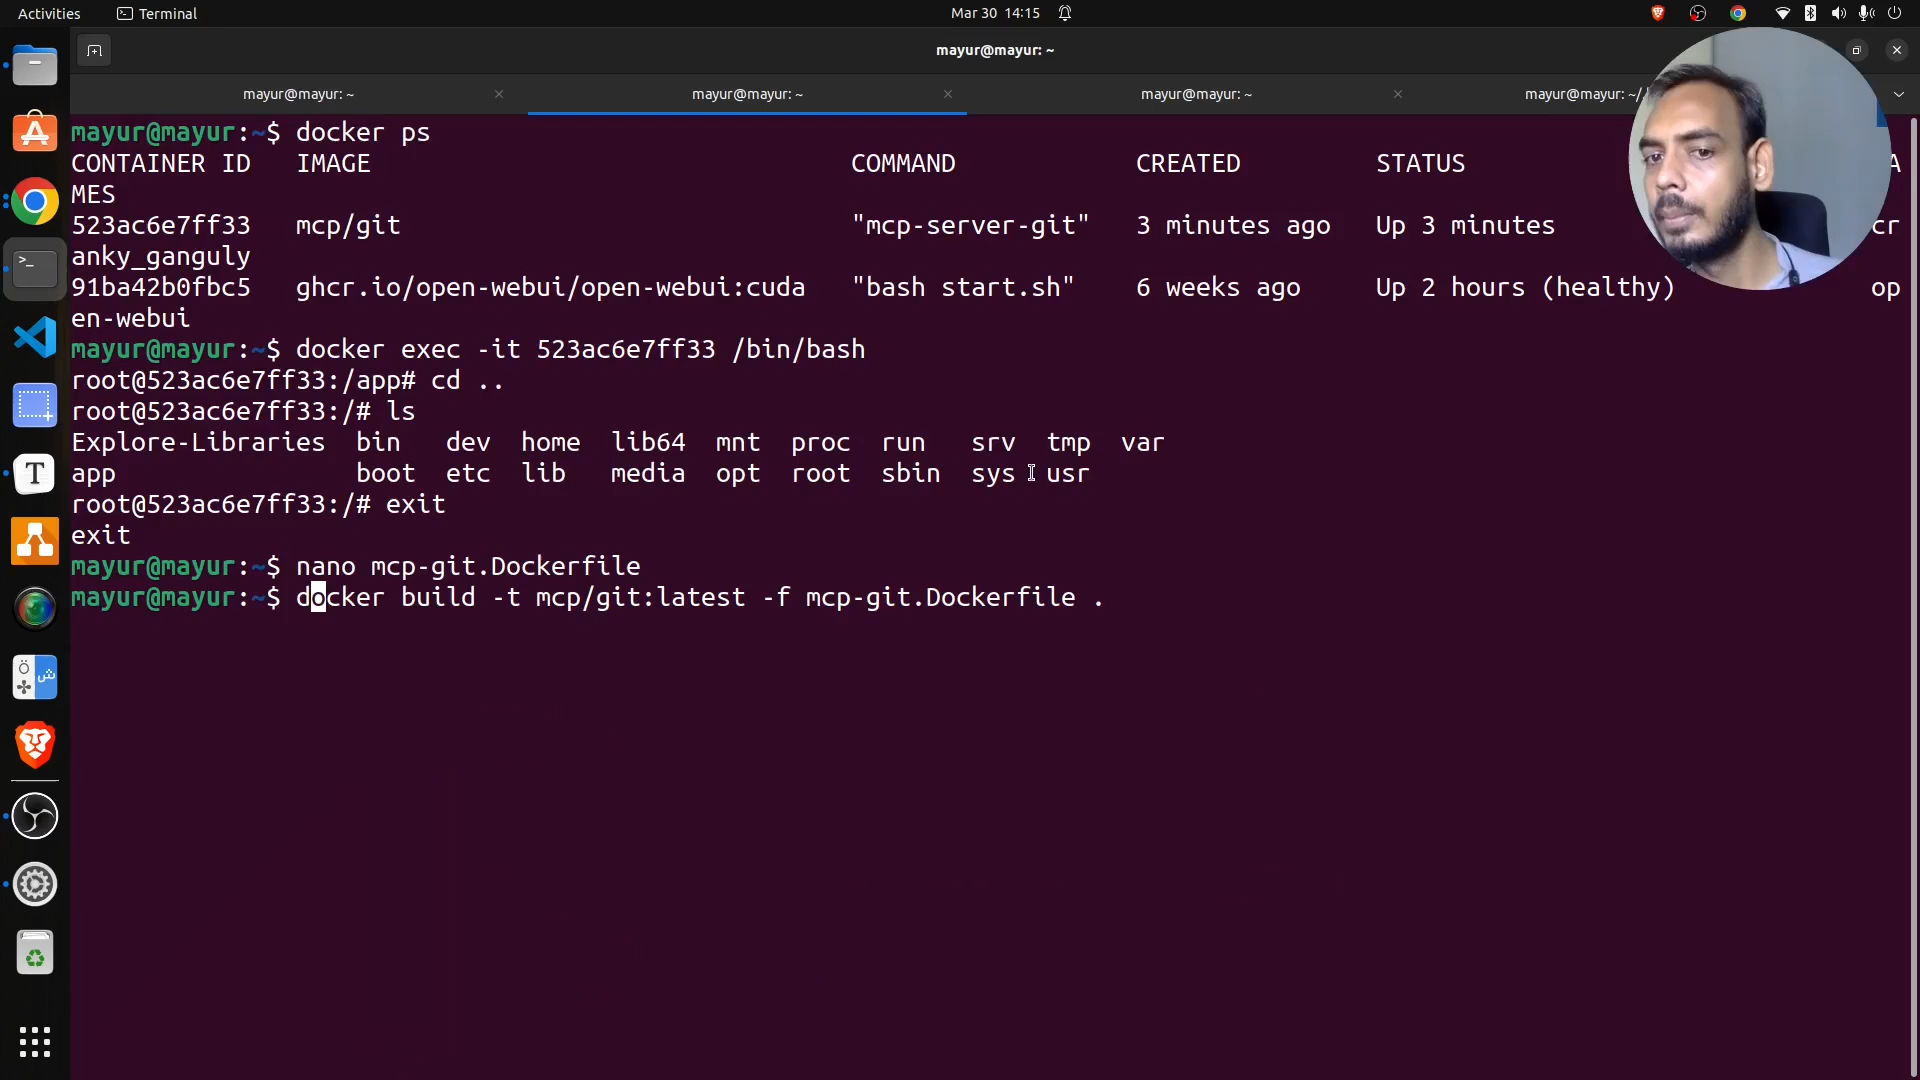 Activities
Terminal
Mar 30 14:15
mayur@mayur: ~
mayur@mayur: ~
mayur@mayur: ~
mayur@mayur: ~
mayur@mayur: ~/
mayur@mayur:~$ docker ps
CONTAINER ID IMAGE COMMAND CREATED STATUS A
MES
523ac6e7ff33 mcp/git "mcp-server-git" 3 minutes ago Up 3 minutes cr
anky_ganguly
91ba42b0fbc5 ghcr.io/open-webui/open-webui:cuda "bash start.sh" 6 weeks ago Up 2 hours (healthy) op
en-webui
mayur@mayur:~$ docker exec -it 523ac6e7ff33 /bin/bash
root@523ac6e7ff33:/app# cd ..
root@523ac6e7ff33:/# ls
Explore-Libraries bin dev home lib64 mnt proc run srv tmp var
app boot etc lib media opt root sbin sys usr
root@523ac6e7ff33:/# exit
exit
mayur@mayur:~$ nano mcp-git.Dockerfile
mayur@mayur:~$ docker build -t mcp/git:latest -f mcp-git.Dockerfile .